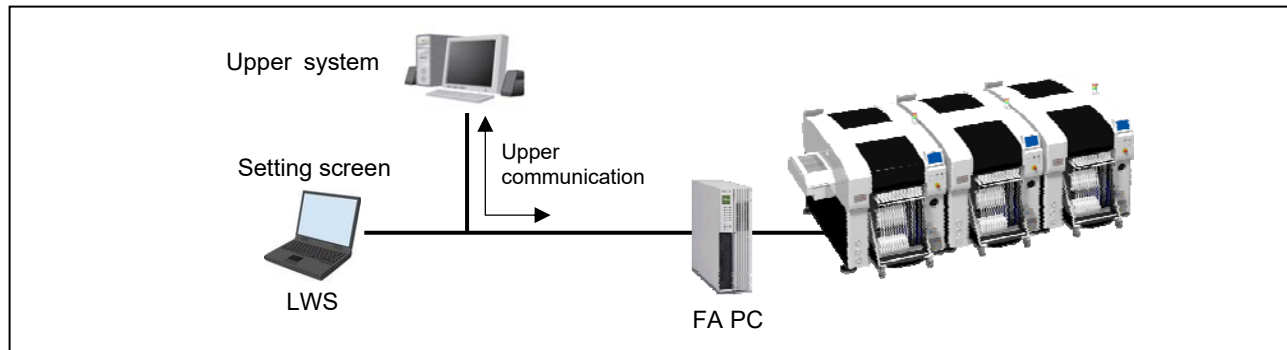 Upper system
Upper
communication
Setting screen
LWS
FA PC